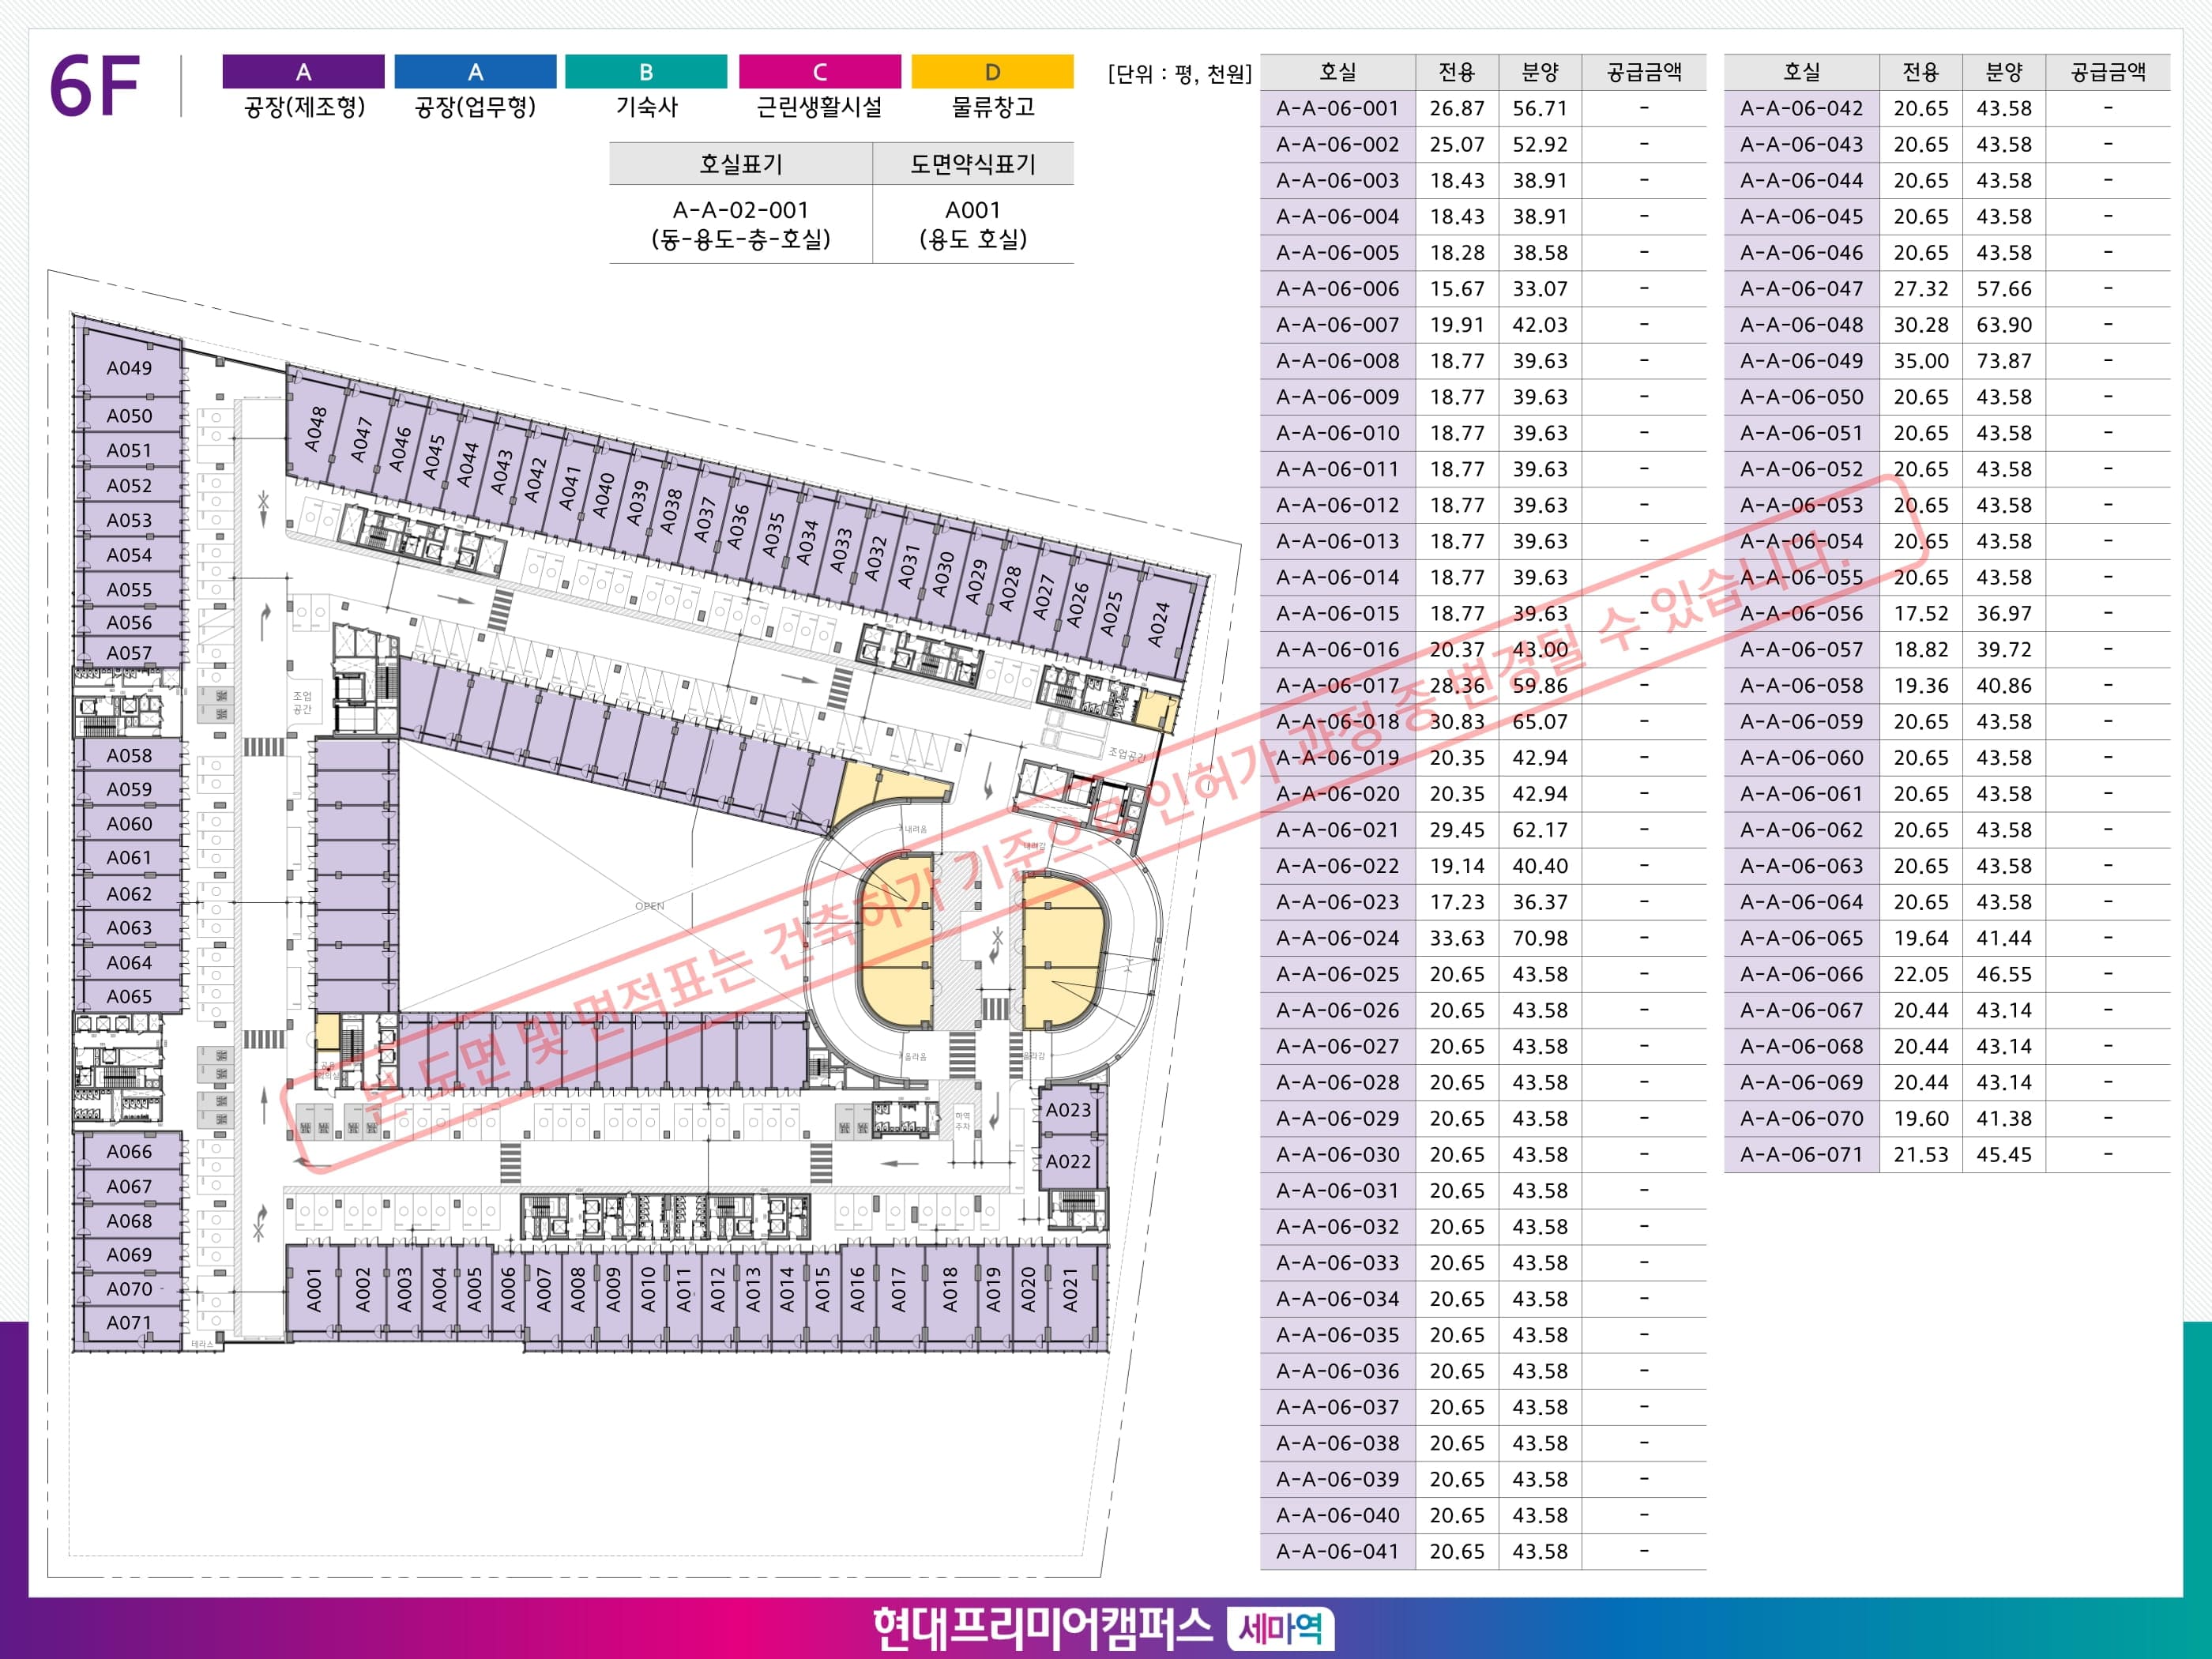 6F
A
공장(제조형)
A
공장(업무형)
B
기숙사
C
근린생활시설
D
물류창고
[단위 : 평, 천원]
호실표기 도면약식표기
A-A-02-001 A001
(동-용도-층-호실) (용도 호실)
호실 전용 분양 공급금액
A-A-06-001 26.87 56.71 -
A-A-06-002 25.07 52.92 -
A-A-06-003 18.43 38.91 -
A-A-06-004 18.43 38.91 -
A-A-06-005 18.28 38.58 -
A-A-06-006 15.67 33.07 -
A-A-06-007 19.91 42.03 -
A-A-06-008 18.77 39.63 -
A-A-06-009 18.77 39.63 -
A-A-06-010 18.77 39.63 -
A-A-06-011 18.77 39.63 -
A-A-06-012 18.77 39.63 -
A-A-06-013 18.77 39.63 -
A-A-06-014 18.77 39.63 -
A-A-06-015 18.77 39.63 -
A-A-06-016 20.37 43.00 -
A-A-06-017 28.36 59.86 -
A-A-06-018 30.83 65.07 -
A-A-06-019 20.35 42.94 -
A-A-06-020 20.35 42.94 -
A-A-06-021 29.45 62.17 -
A-A-06-022 19.14 40.40 -
A-A-06-023 17.23 36.37 -
A-A-06-024 33.63 70.98 -
A-A-06-025 20.65 43.58 -
A-A-06-026 20.65 43.58 -
A-A-06-027 20.65 43.58 -
A-A-06-028 20.65 43.58 -
A-A-06-029 20.65 43.58 -
A-A-06-030 20.65 43.58 -
A-A-06-031 20.65 43.58 -
A-A-06-032 20.65 43.58 -
A-A-06-033 20.65 43.58 -
A-A-06-034 20.65 43.58 -
A-A-06-035 20.65 43.58 -
A-A-06-036 20.65 43.58 -
A-A-06-037 20.65 43.58 -
A-A-06-038 20.65 43.58 -
A-A-06-039 20.65 43.58 -
A-A-06-040 20.65 43.58 -
A-A-06-041 20.65 43.58 -
호실 전용 분양 공급금액
A-A-06-042 20.65 43.58 -
A-A-06-043 20.65 43.58 -
A-A-06-044 20.65 43.58 -
A-A-06-045 20.65 43.58 -
A-A-06-046 20.65 43.58 -
A-A-06-047 27.32 57.66 -
A-A-06-048 30.28 63.90 -
A-A-06-049 35.00 73.87 -
A-A-06-050 20.65 43.58 -
A-A-06-051 20.65 43.58 -
A-A-06-052 20.65 43.58 -
A-A-06-053 20.65 43.58 -
A-A-06-054 20.65 43.58 -
A-A-06-055 20.65 43.58 -
A-A-06-056 17.52 36.97 -
A-A-06-057 18.82 39.72 -
A-A-06-058 19.36 40.86 -
A-A-06-059 20.65 43.58 -
A-A-06-060 20.65 43.58 -
A-A-06-061 20.65 43.58 -
A-A-06-062 20.65 43.58 -
A-A-06-063 20.65 43.58 -
A-A-06-064 20.65 43.58 -
A-A-06-065 19.64 41.44 -
A-A-06-066 22.05 46.55 -
A-A-06-067 20.44 43.14 -
A-A-06-068 20.44 43.14 -
A-A-06-069 20.44 43.14 -
A-A-06-070 19.60 41.38 -
A-A-06-071 21.53 45.45 -
A049
A050
A051
A052
A053
A054
A055
A056
A057
A058
A059
A060
A061
A062
A063
A064
A065
A066
A067
A068
A069
A070
A071
A048
A047
A046
A045
A044
A043
A042
A041
A040
A039
A038
A037
A036
A035
A034
A033
A032
A031
A030
A029
A028
A027
A026
A025
A024
조업
공간
조업공간
내려옴
내려감
OPEN
올라옴
올라감
하역
주차
A023
A022
A001
A002
A003
A004
A005
A006
A007
A008
A009
A010
A011
A012
A013
A014
A015
A016
A017
A018
A019
A020
A021
테라스
본 도면 및 면적표는 건축허가 기준으로 인허가 과정 중 변경될 수 있습니다.
현대프리미어캠퍼스 세마역